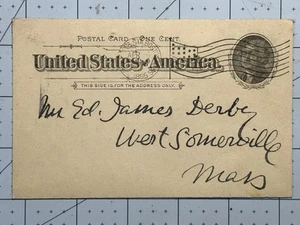 POSTAL CARD — ONE CENT.
United States of America.
THIS SIDE IS FOR THE ADDRESS ONLY.
Mr Ed. James Derby
West Somerville
Mass